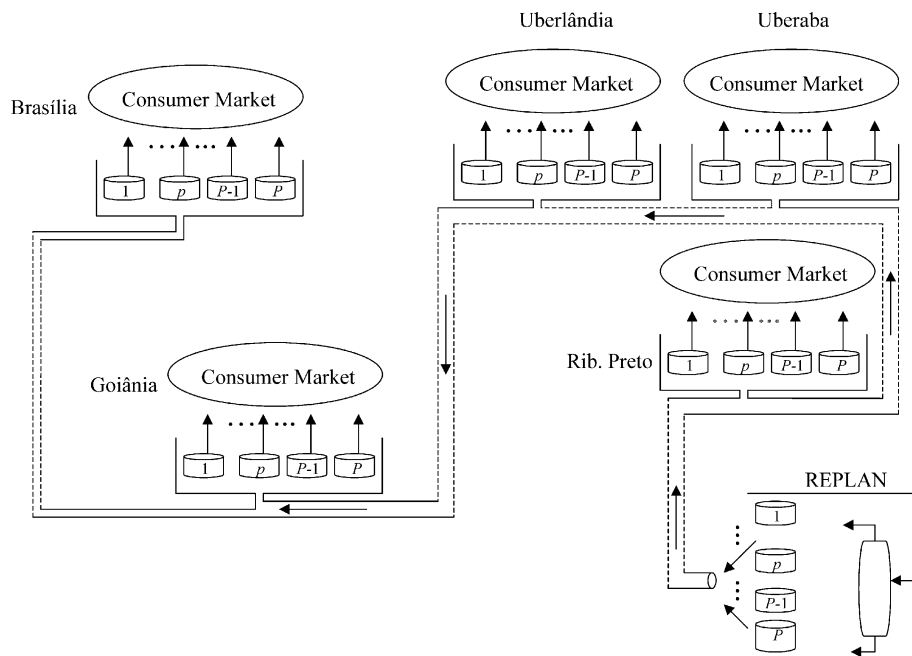 Uberlândia
Uberaba
Consumer Market
Consumer Market
Consumer Market
Brasília
1 p P-1 P
1 p P-1 P
1 p P-1 P
Consumer Market
Rib. Preto
1 p P-1 P
Consumer Market
Goiânia
1 p P-1 P
REPLAN
1
p
P-1
P